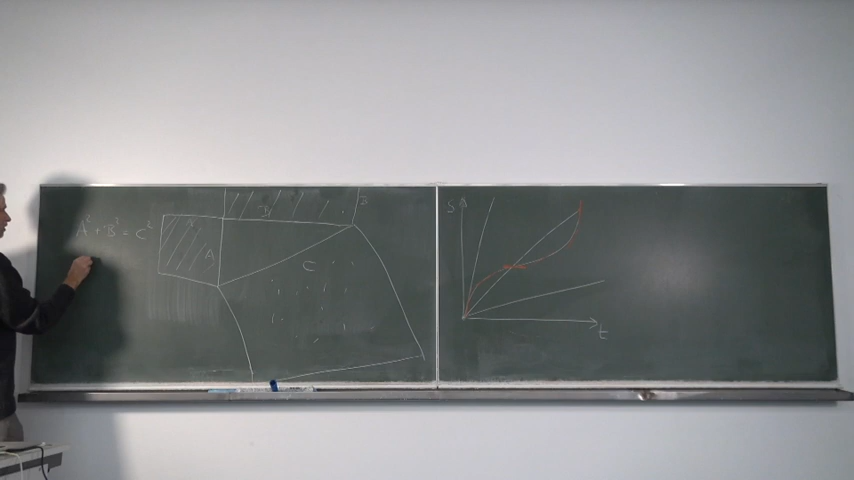 A² + B² = C²
A
B
C
S
t